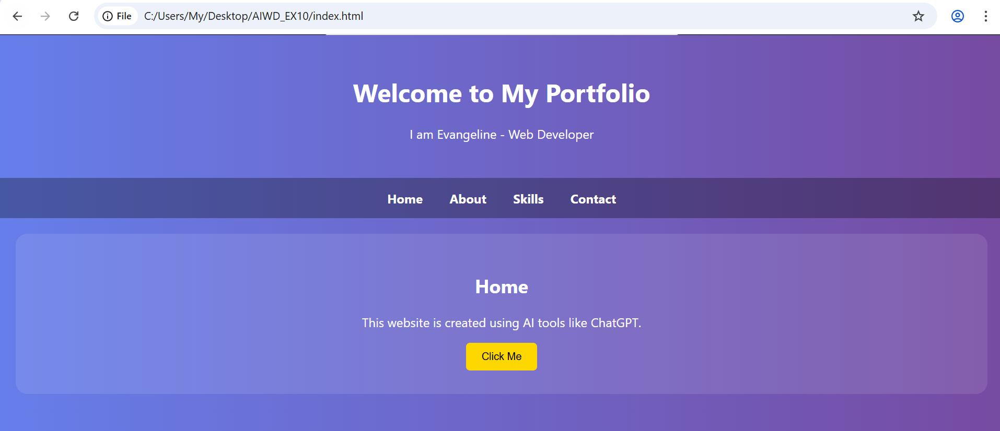 File C:/Users/My/Desktop/AIWD_EX10/index.html
Welcome to My Portfolio
I am Evangeline - Web Developer
Home About Skills Contact
Home
This website is created using AI tools like ChatGPT.
Click Me